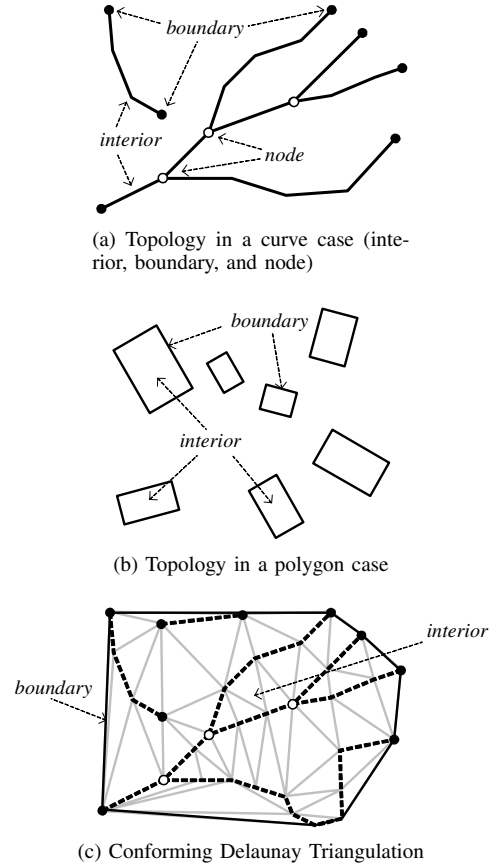 boundary
interior
node
(a) Topology in a curve case (inte-
rior, boundary, and node)
boundary
interior
(b) Topology in a polygon case
interior
boundary
(c) Conforming Delaunay Triangulation